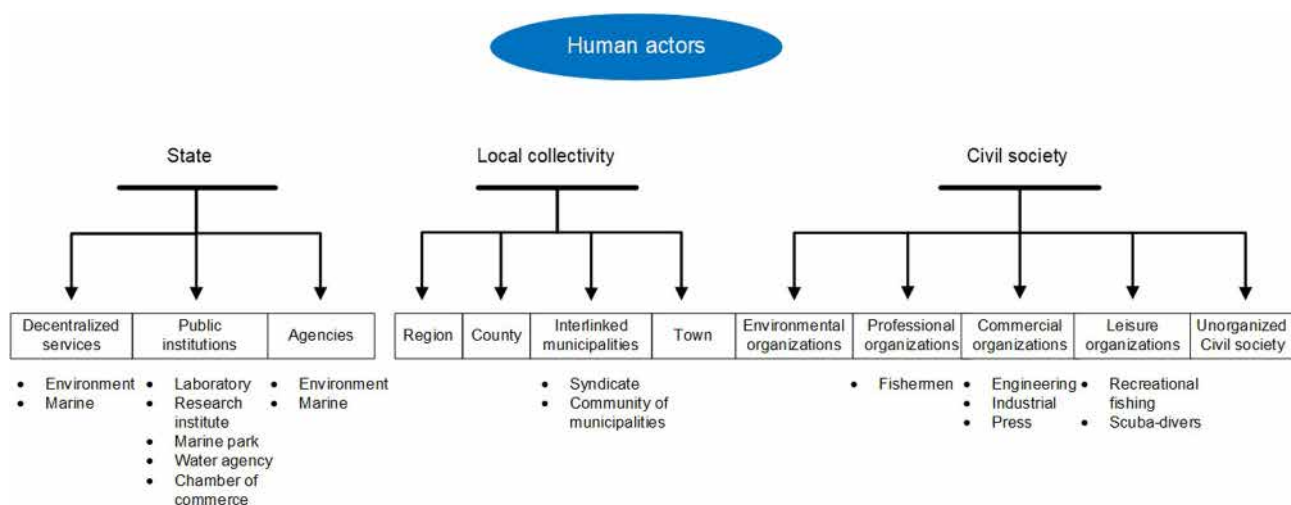 Human actors
State
Local collectivity
Civil society
Decentralized
services
Public
institutions
Agencies
Region
County
Interlinked
municipalities
Town
Environmental
organizations
Professional
organizations
Commercial
organizations
Leisure
organizations
Unorganized
Civil society
• Environment
• Marine
• Laboratory
• Research
institute
• Marine park
• Water agency
• Chamber of
commerce
• Environment
• Marine
• Syndicate
• Community of
municipalities
• Fishermen
• Engineering
• Industrial
• Press
• Recreational
fishing
• Scuba-divers